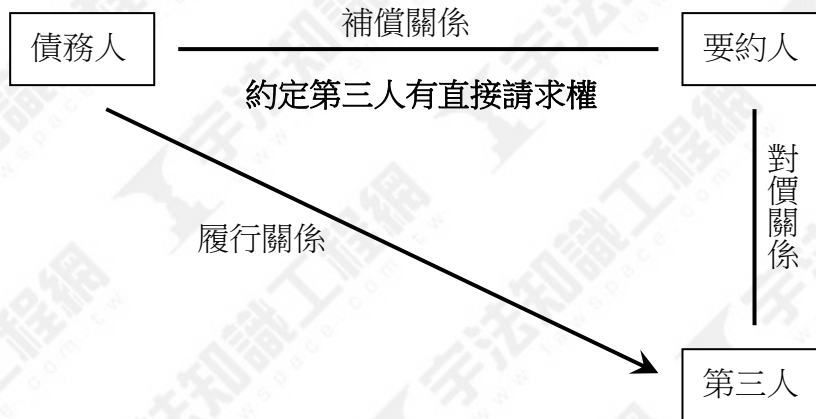 補償關係
債務人
要約人
約定第三人有直接請求權
對價關係
履行關係
第三人